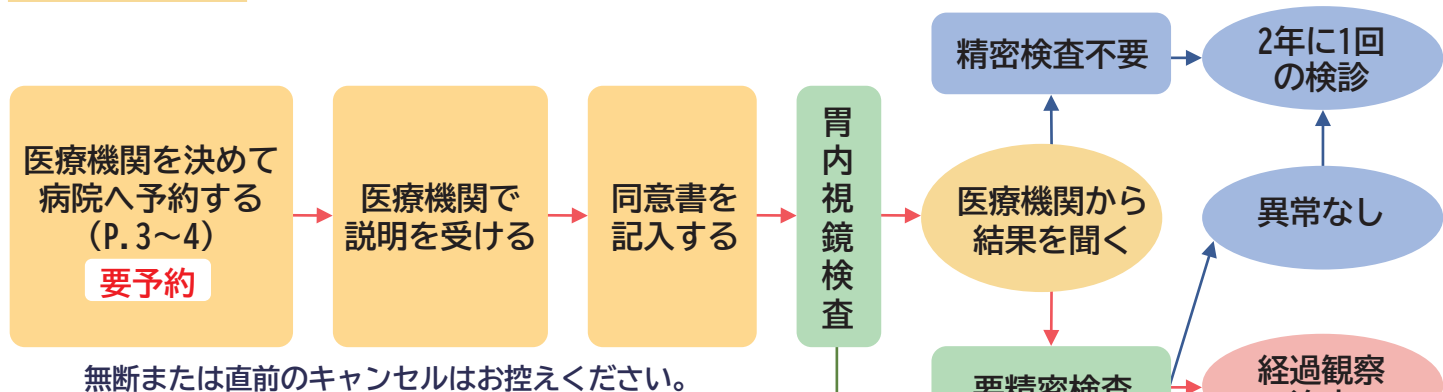 医療機関を決めて
病院へ予約する
(P.3～4)
要予約
医療機関で
説明を受ける
同意書を
記入する
胃内視鏡検査
医療機関から
結果を聞く
精密検査不要
2年に1回
の検診
異常なし
要精密検査
経過観察
無断または直前のキャンセルはお控えください。